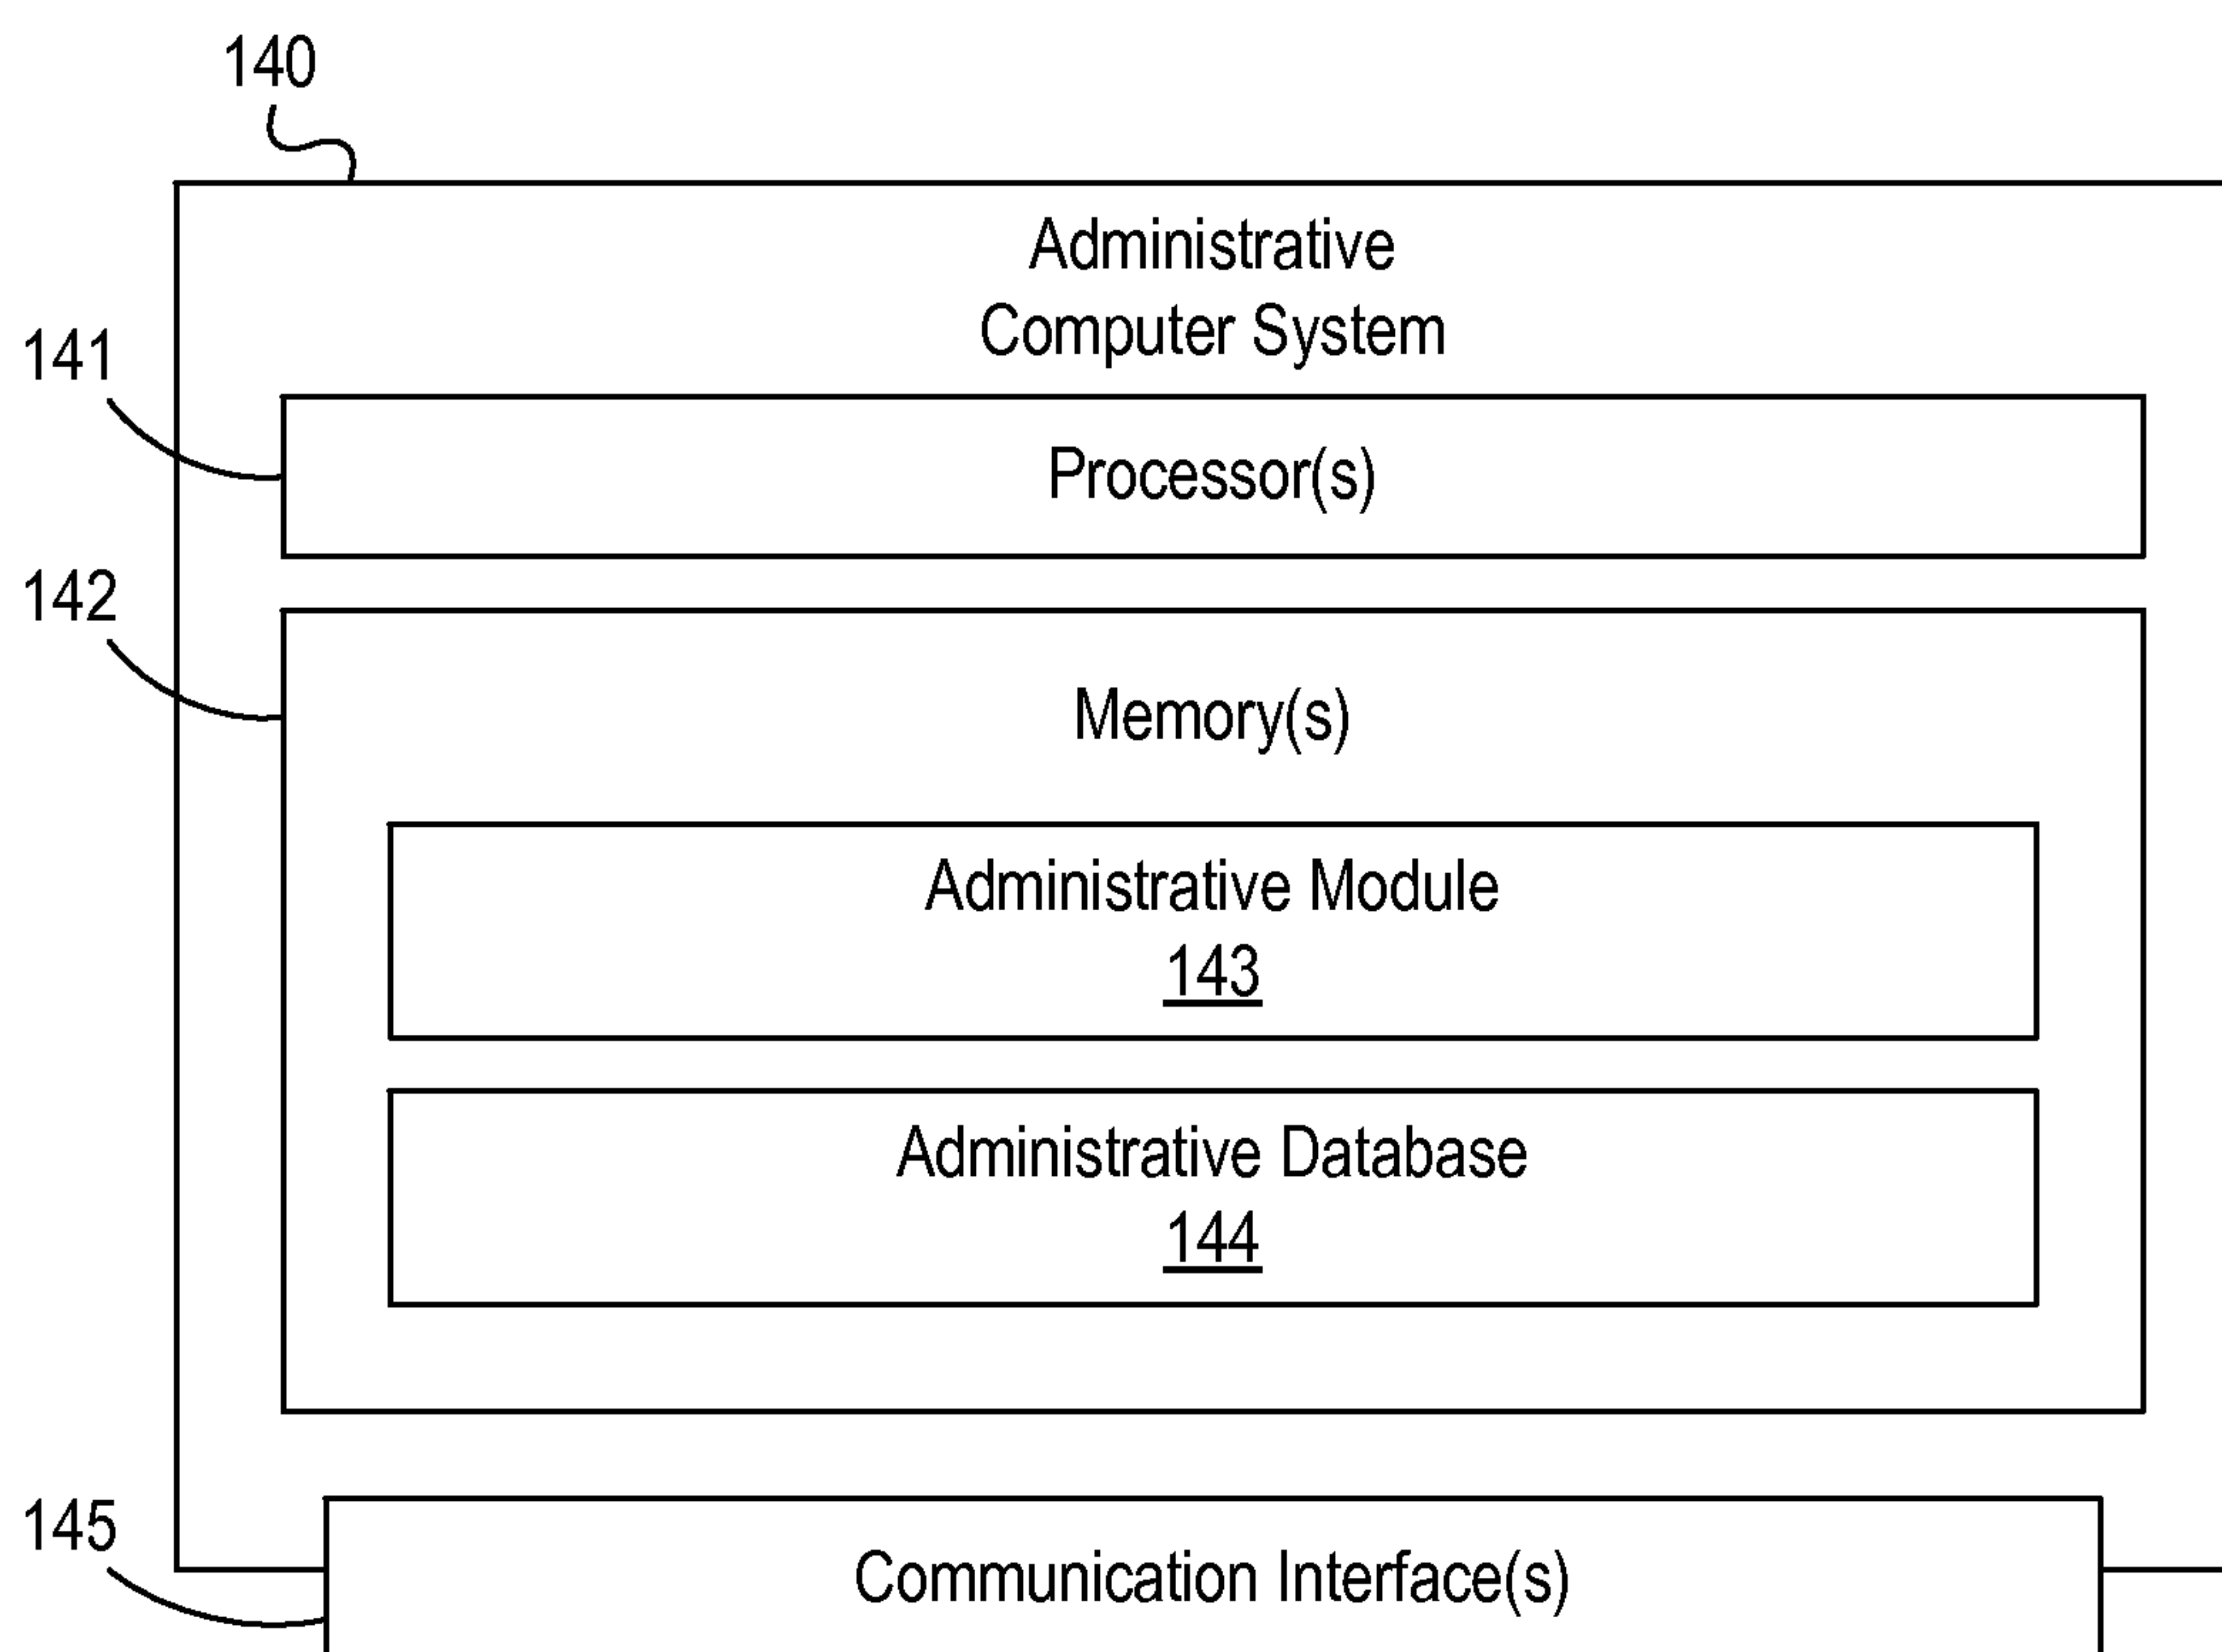 140
Administrative
Computer System
141
Processor(s)
142
Memory(s)
Administrative Module
143
Administrative Database
144
145
Communication Interface(s)